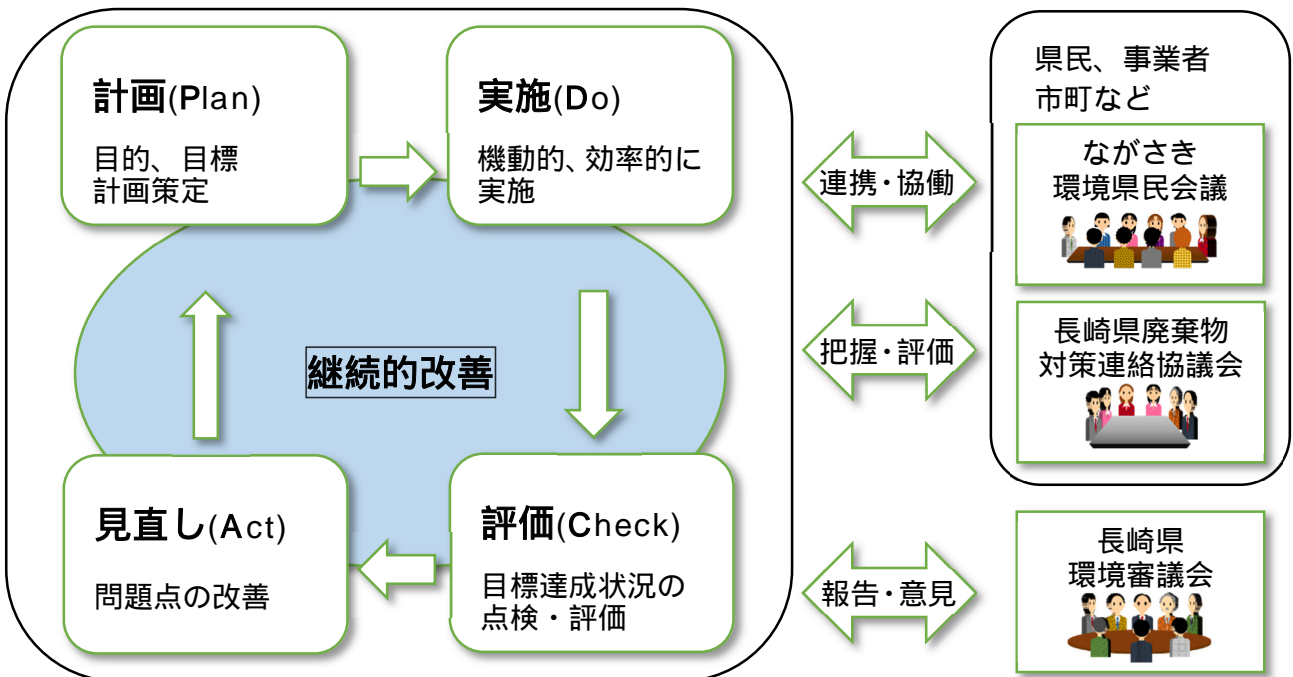 計画(Plan)
目的、目標
計画策定
実施(Do)
機動的、効率的に
実施
継続的改善
見直し(Act)
問題点の改善
評価(Check)
目標達成状況の
点検・評価
連携・協働
把握・評価
報告・意見
県民、事業者
市町など
ながさき
環境県民会議
長崎県廃棄物
対策連絡協議会
長崎県
環境審議会